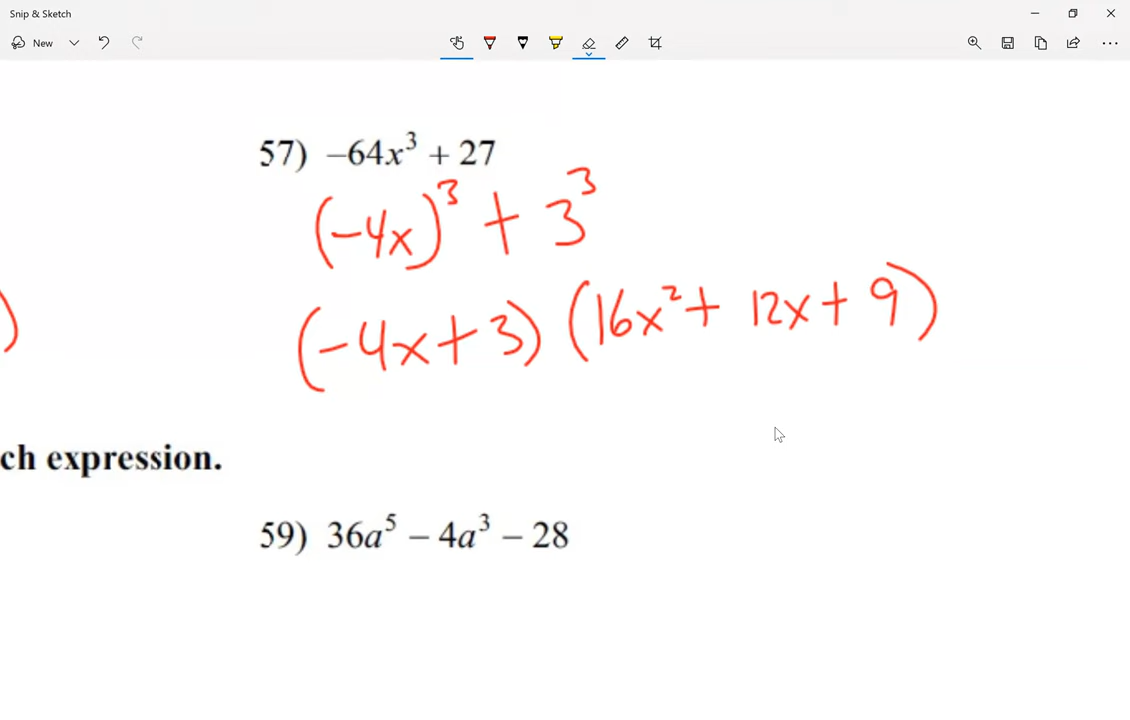 Snip & Sketch
New
57) −64x³ + 27
(−4x)³ + 3³
) (−4x + 3) (16x² + 12x + 9)
ch expression.
59) 36a⁵ − 4a³ − 28